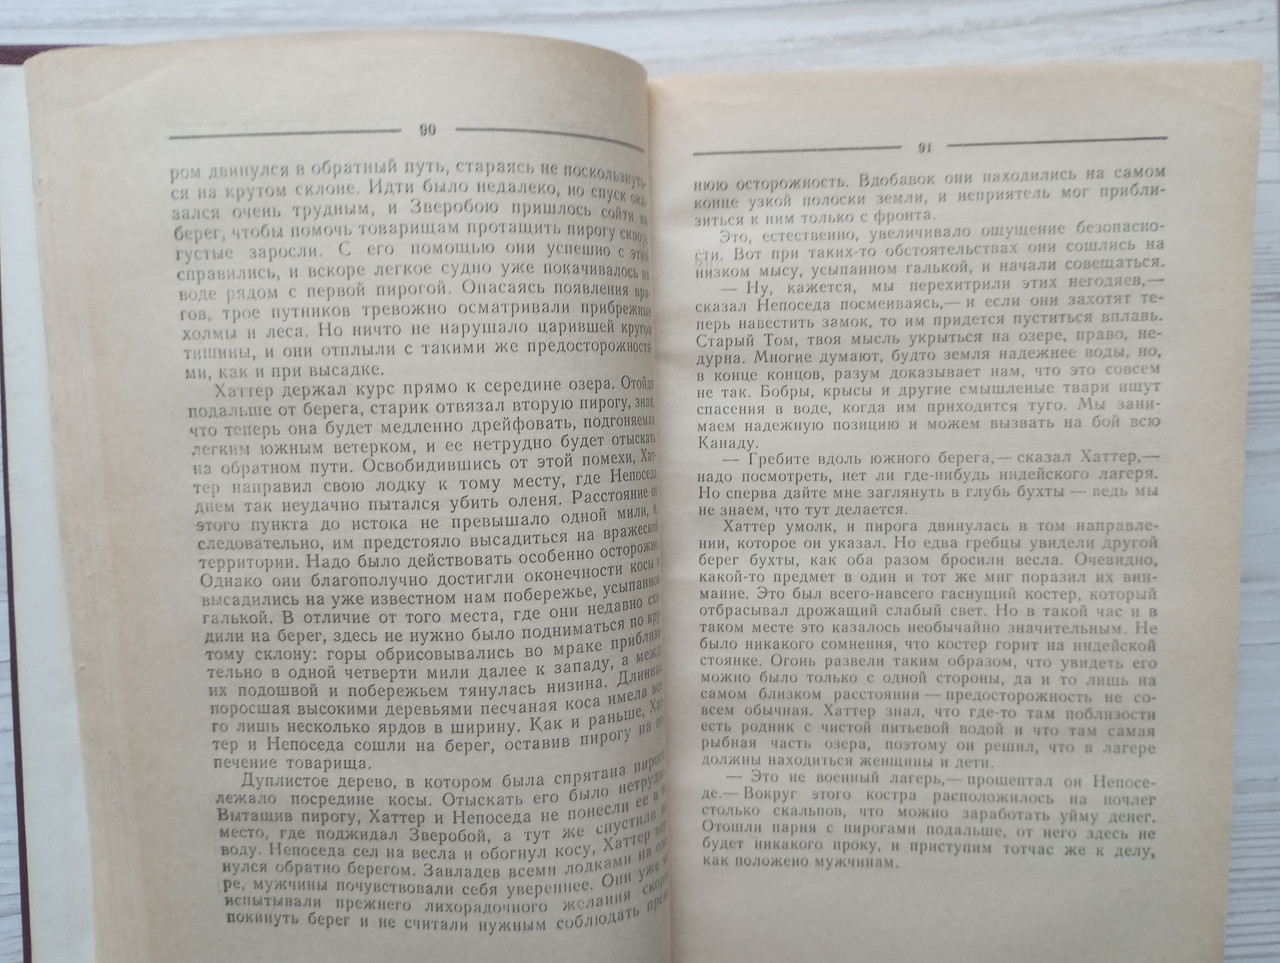 90
ром двинулся в обратный путь, стараясь не поскользнуть-
ся на крутом склоне. Идти было недалеко, но спуск ока-
зался очень трудным, и Зверобою пришлось сойти на
берег, чтобы помочь товарищам протащить пирогу сквозь
густые заросли. С его помощью они успешно с этим
справились, и вскоре легкое судно уже покачивалось на
воде рядом с первой пирогой. Опасаясь появления вра-
гов, трое путников тревожно осматривали прибрежные
холмы и леса. Но ничто не нарушало царившей кругом
тишины, и они отплыли с такими же предосторожностя-
ми, как и при высадке.
Хаттер держал курс прямо к середине озера. Отойдя
подальше от берега, старик отвязал вторую пирогу, зная,
что теперь она будет медленно дрейфовать, подгоняемая
легким южным ветерком, и ее нетрудно будет отыскать
на обратном пути. Освободившись от этой помехи, Хат-
тер направил свою лодку к тому месту, где Непоседа
днем так неудачно пытался убить оленя. Расстояние от
этого пункта до истока не превышало одной мили, и,
следовательно, им предстояло высадиться на вражеской
территории. Надо было действовать особенно осторожно.
Однако они благополучно достигли оконечности косы и
высадились на уже известном нам побережье, усыпанном
галькой. В отличие от того места, где они недавно схо-
дили на берег, здесь не нужно было подниматься по кру-
тому склону: горы обрисовывались во мраке приблизи-
тельно в одной четверти мили далее к западу, а между
их подошвой и побережьем тянулась низина. Длинная,
поросшая высокими деревьями песчаная коса имела все-
го лишь несколько ярдов в ширину. Как и раньше, Хат-
тер и Непоседа сошли на берег, оставив пирогу на по-
печение товарища.
Дуплистое дерево, в котором была спрятана пирога,
лежало посредине косы. Отыскать его было нетрудно.
Вытащив пирогу, Хаттер и Непоседа не понесли ее в то
место, где поджидал Зверобой, а тут же спустили на
воду. Непоседа сел на весла и обогнул косу, Хаттер вер-
нулся обратно берегом. Завладев всеми лодками на озе-
ре, мужчины почувствовали себя увереннее. Они уже не
испытывали прежнего лихорадочного желания скорей
покинуть берег и не считали нужным соблюдать преж-
91
нюю осторожность. Вдобавок они находились на самом
конце узкой полоски земли, и неприятель мог прибли-
зиться к ним только с фронта.
Это, естественно, увеличивало ощущение безопасно-
сти. Вот при таких-то обстоятельствах они сошлись на
низком мысу, усыпанном галькой, и начали совещаться.
— Ну, кажется, мы перехитрили этих негодяев,—
сказал Непоседа посмеиваясь,— и если они захотят те-
перь навестить замок, то им придется пуститься вплавь.
Старый Том, твоя мысль укрыться на озере, право, не-
дурна. Многие думают, будто земля надежнее воды, но,
в конце концов, разум доказывает нам, что это совсем
не так. Бобры, крысы и другие смышленые твари ищут
спасения в воде, когда им приходится туго. Мы зани-
маем надежную позицию и можем вызвать на бой всю
Канаду.
— Гребите вдоль южного берега,— сказал Хаттер,—
надо посмотреть, нет ли где-нибудь индейского лагеря.
Но сперва дайте мне заглянуть в глубь бухты — ведь мы
не знаем, что тут делается.
Хаттер умолк, и пирога двинулась в том направле-
нии, которое он указал. Но едва гребцы увидели другой
берег бухты, как оба разом бросили весла. Очевидно,
какой-то предмет в один и тот же миг поразил их вни-
мание. Это был всего-навсего гаснущий костер, который
отбрасывал дрожащий слабый свет. Но в такой час и в
таком месте это казалось необычайно значительным. Не
было никакого сомнения, что костер горит на индейской
стоянке. Огонь развели таким образом, что увидеть его
можно было только с одной стороны, да и то лишь на
самом близком расстоянии — предосторожность не со-
всем обычная. Хаттер знал, что где-то там поблизости
есть родник с чистой питьевой водой и что там самая
рыбная часть озера, поэтому он решил, что в лагере
должны находиться женщины и дети.
— Это не военный лагерь,— прошептал он Непосе-
де.— Вокруг этого костра расположилось на ночлег
столько скальпов, что можно заработать уйму денег.
Отошли парня с пирогами подальше, от него здесь не
будет никакого проку, и приступим тотчас же к делу,
как положено мужчинам.